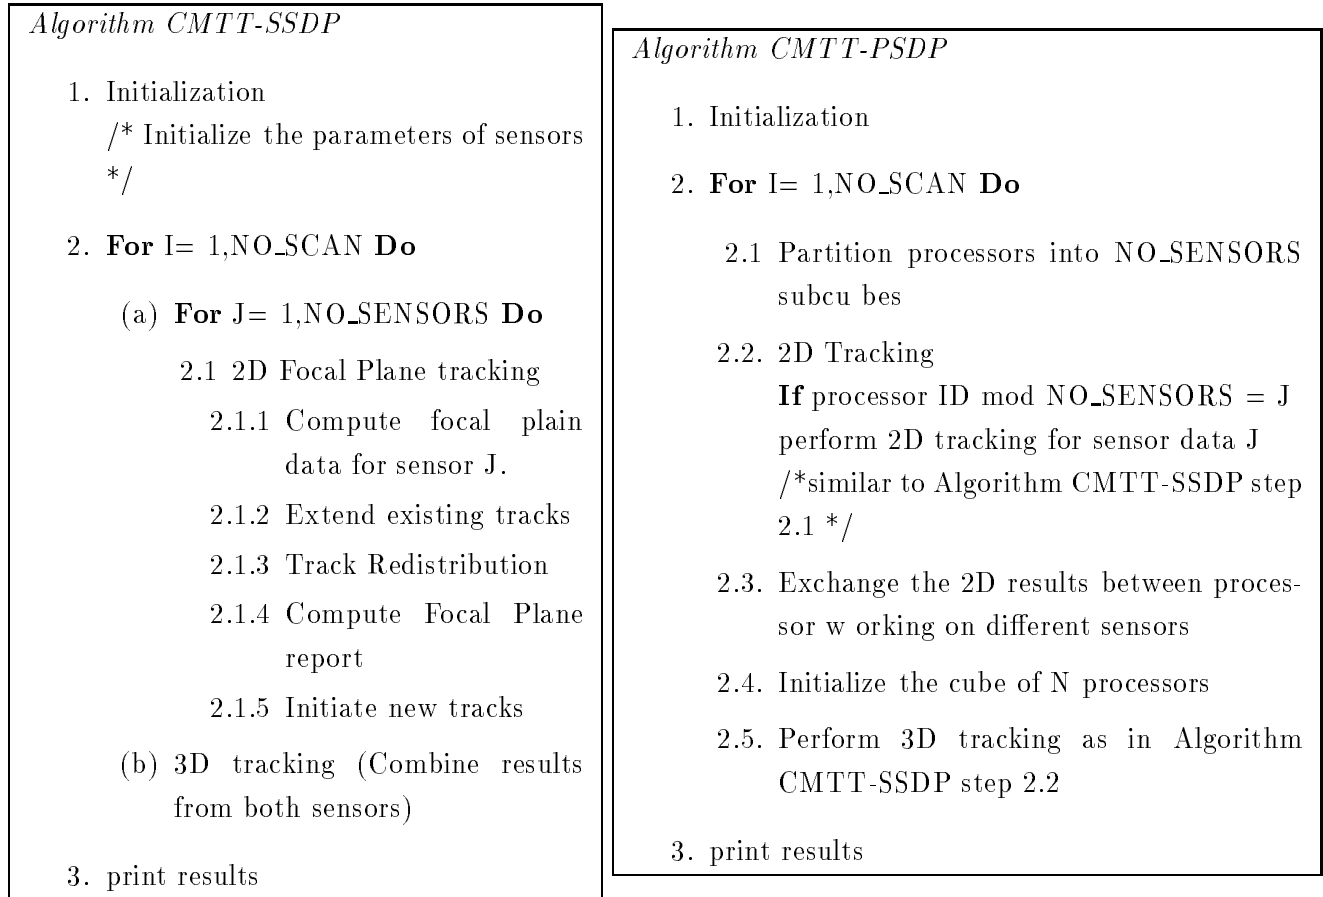 Algorithm CMTT-SSDP
1. Initialization
/* Initialize the parameters of sensors
*/
2. For I= 1,NO_SCAN Do
(a) For J= 1,NO_SENSORS Do
2.1 2D Focal Plane tracking
2.1.1 Compute focal plain
data for sensor J.
2.1.2 Extend existing tracks
2.1.3 Track Redistribution
2.1.4 Compute Focal Plane
report
2.1.5 Initiate new tracks
(b) 3D tracking (Combine results
from both sensors)
3. print results
Algorithm CMTT-PSDP
1. Initialization
2. For I= 1,NO_SCAN Do
2.1 Partition processors into NO_SENSORS
subcu bes
2.2. 2D Tracking
If processor ID mod NO_SENSORS = J
perform 2D tracking for sensor data J
/*similar to Algorithm CMTT-SSDP step
2.1 */
2.3. Exchange the 2D results between proces-
sor w orking on different sensors
2.4. Initialize the cube of N processors
2.5. Perform 3D tracking as in Algorithm
CMTT-SSDP step 2.2
3. print results